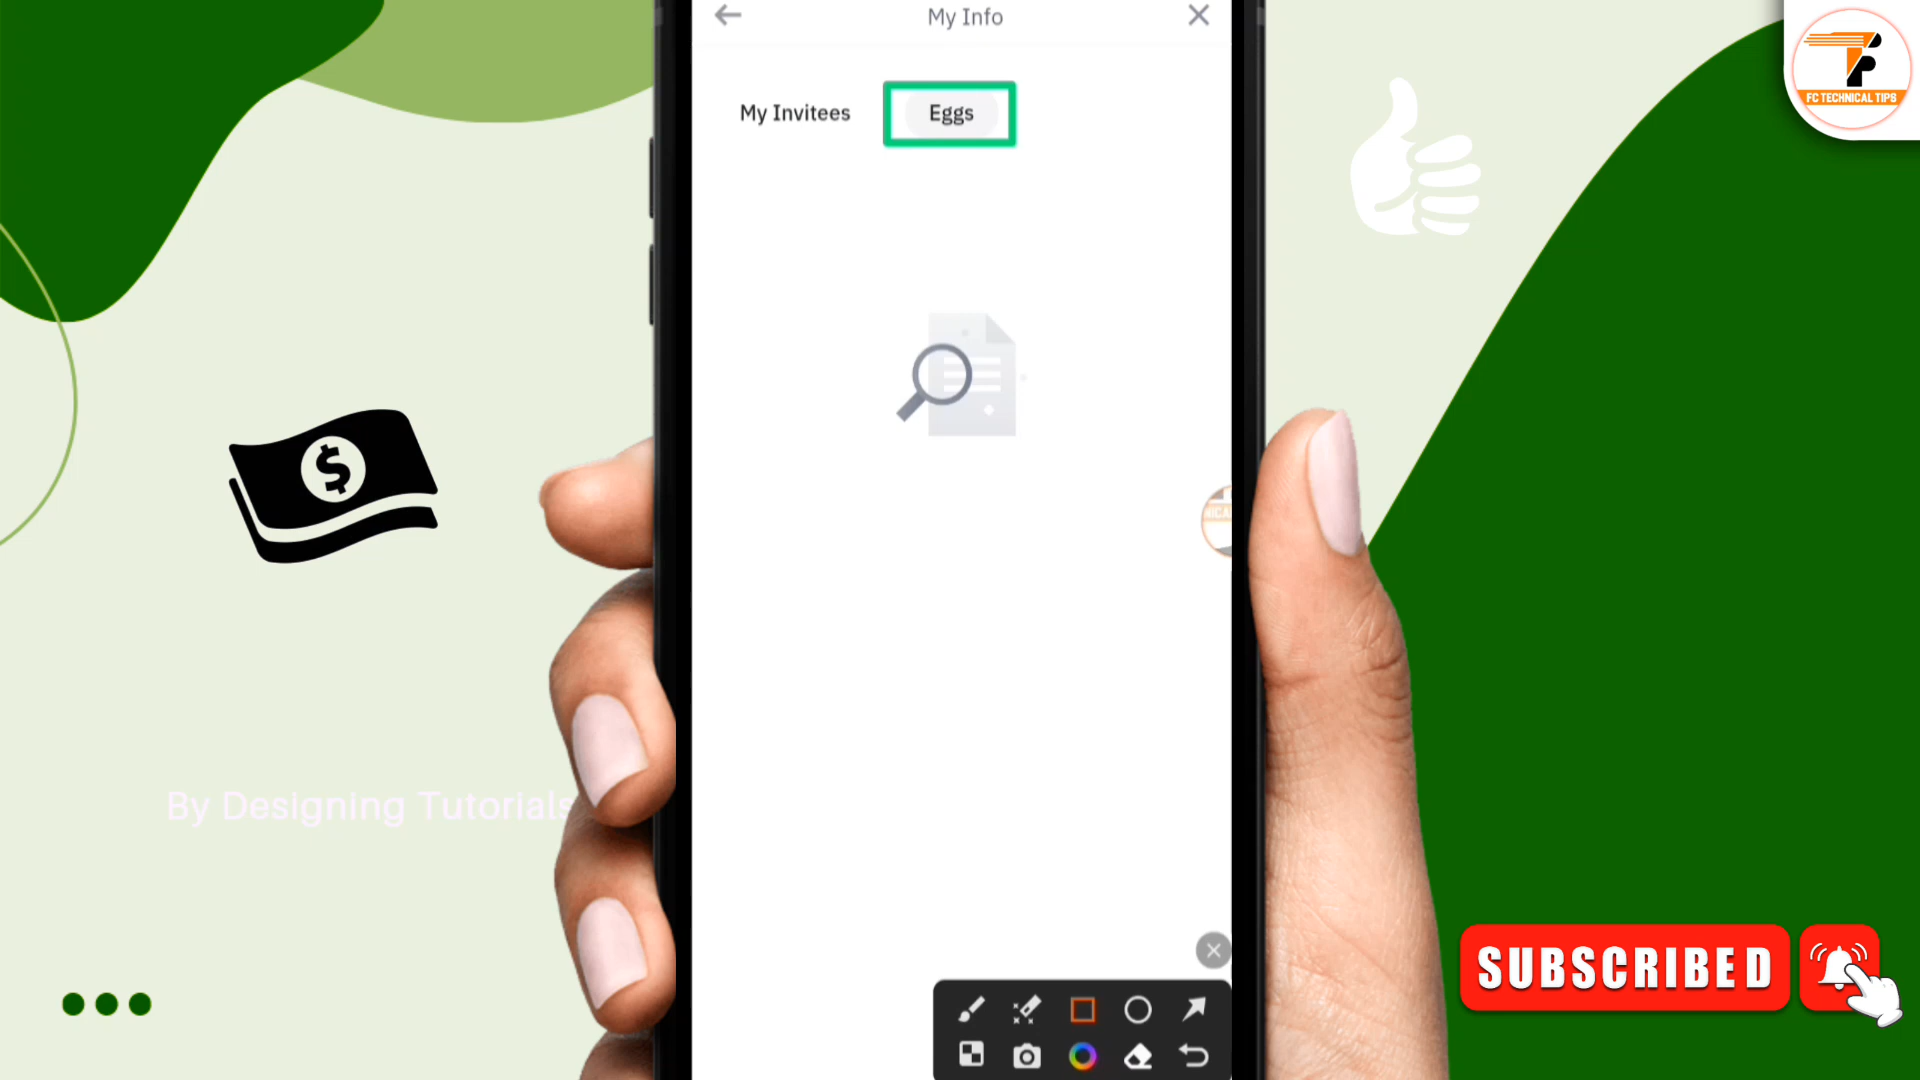 My Info
My Invitees
Eggs
FC TECHNICAL TIPS
$
By Designing Tutorials
SUBSCRIBED